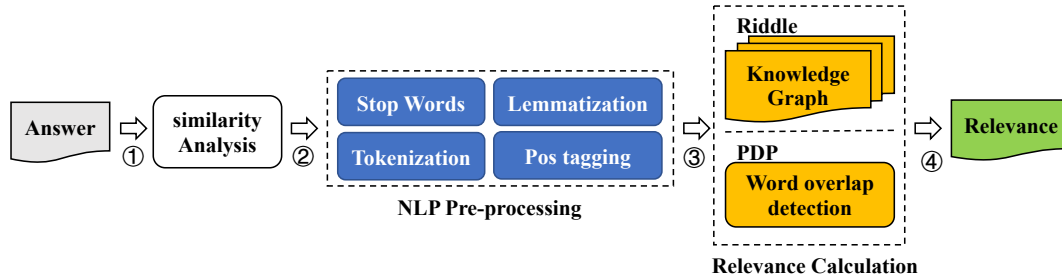 Answer
①
similarity
Analysis
②
Stop Words
Lemmatization
Tokenization
Pos tagging
NLP Pre-processing
③
Riddle
Knowledge
Graph
PDP
Word overlap
detection
Relevance Calculation
④
Relevance